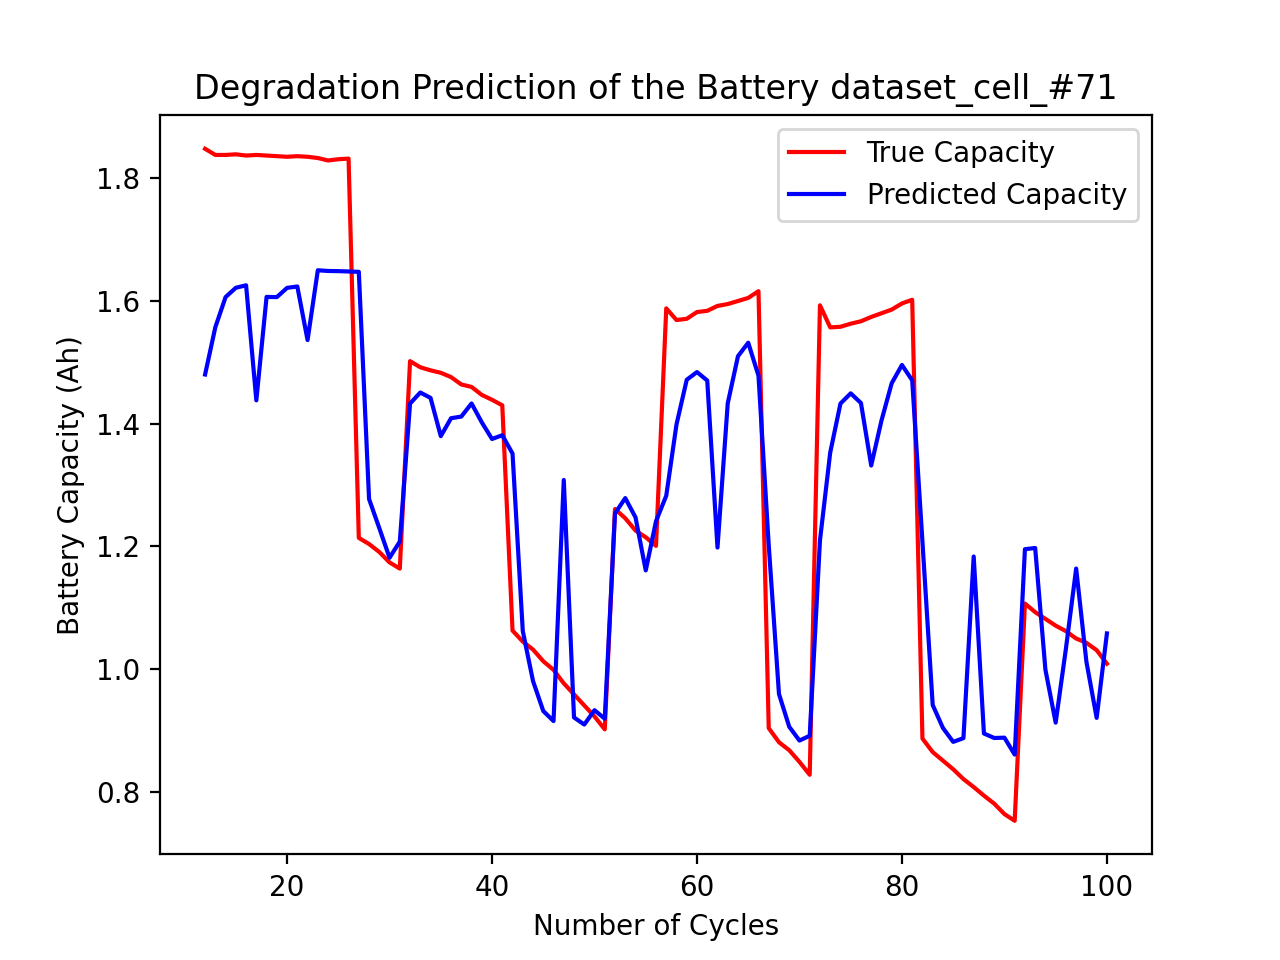 Degradation Prediction of the Battery dataset_cell_#71
True Capacity
Predicted Capacity
Battery Capacity (Ah)
1.8
1.6
1.4
1.2
1.0
0.8
20 40 60 80 100
Number of Cycles